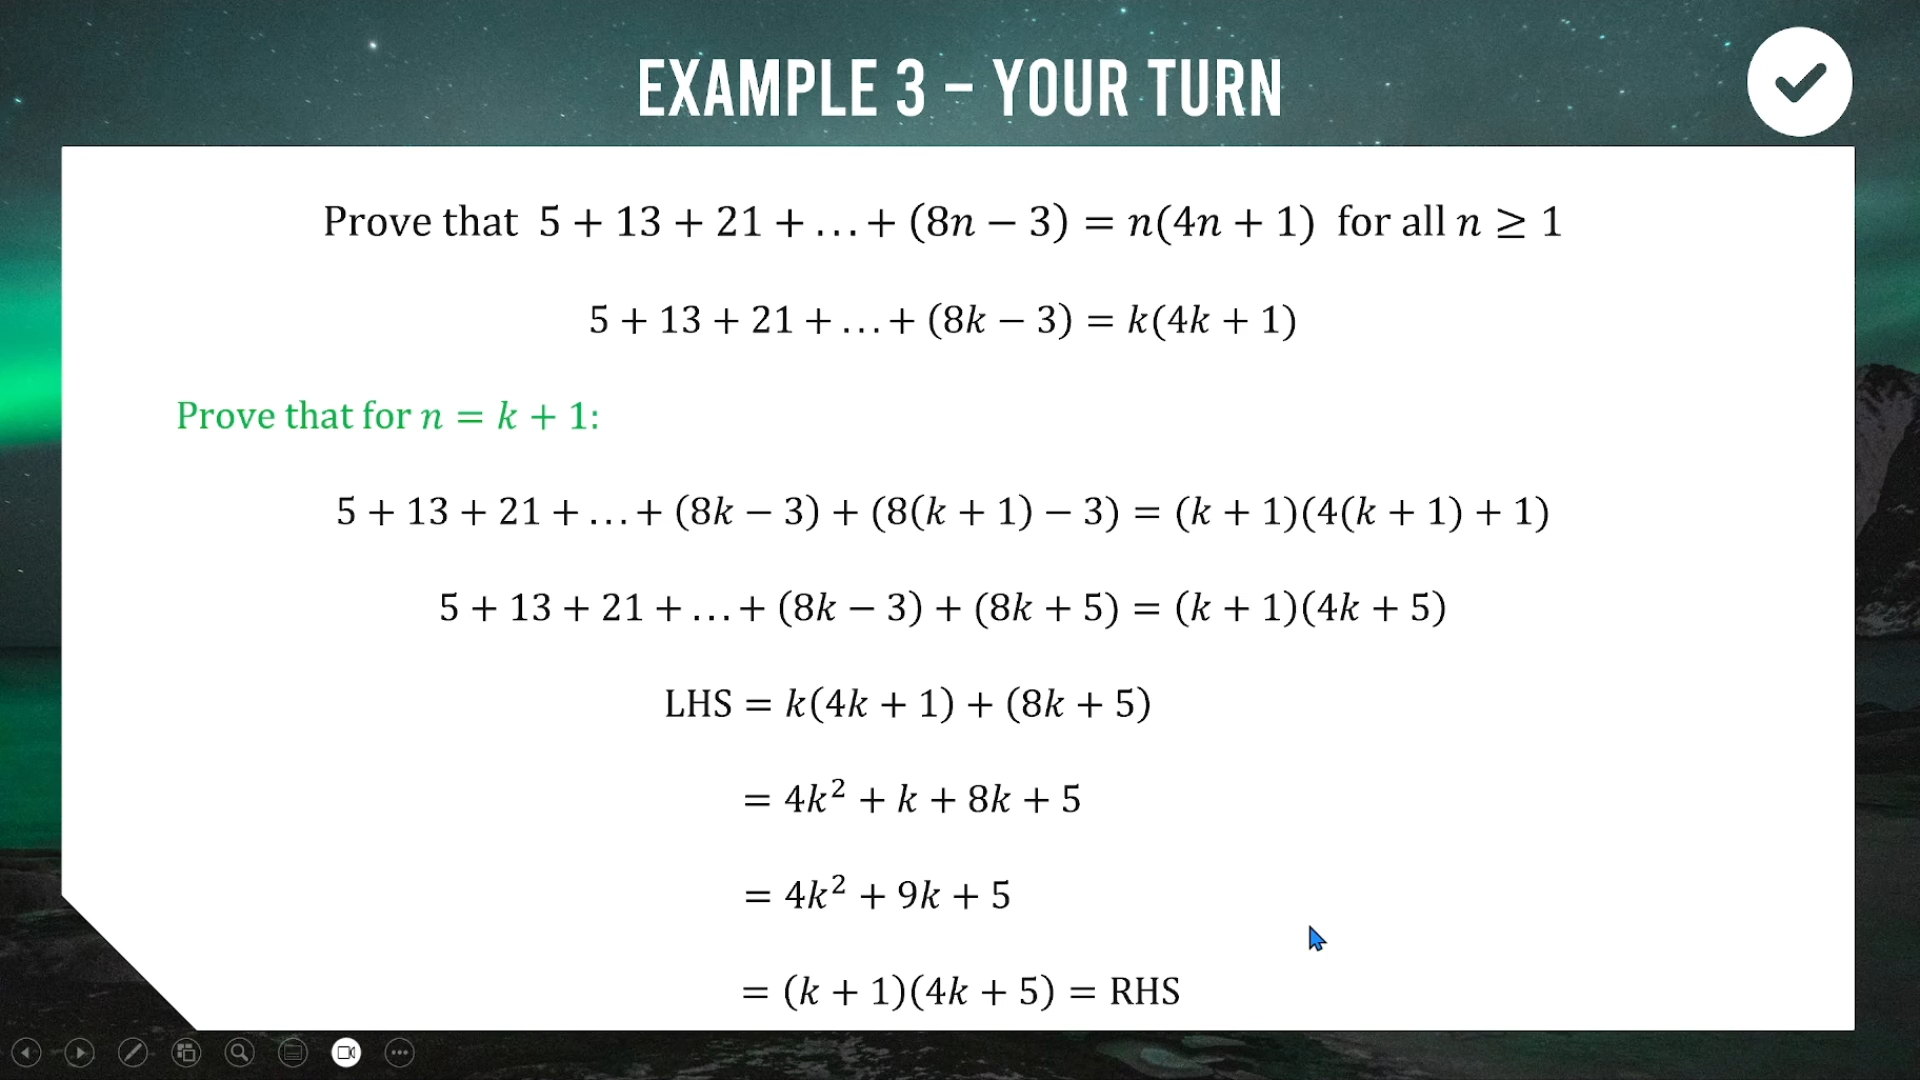 EXAMPLE 3 – YOUR TURN
Prove that 5 + 13 + 21 + … + (8n − 3) = n(4n + 1) for all n ≥ 1
5 + 13 + 21 + … + (8k − 3) = k(4k + 1)
Prove that for n = k + 1:
5 + 13 + 21 + … + (8k − 3) + (8(k + 1) − 3) = (k + 1)(4(k + 1) + 1)
5 + 13 + 21 + … + (8k − 3) + (8k + 5) = (k + 1)(4k + 5)
LHS = k(4k + 1) + (8k + 5)
= 4k² + k + 8k + 5
= 4k² + 9k + 5
= (k + 1)(4k + 5) = RHS